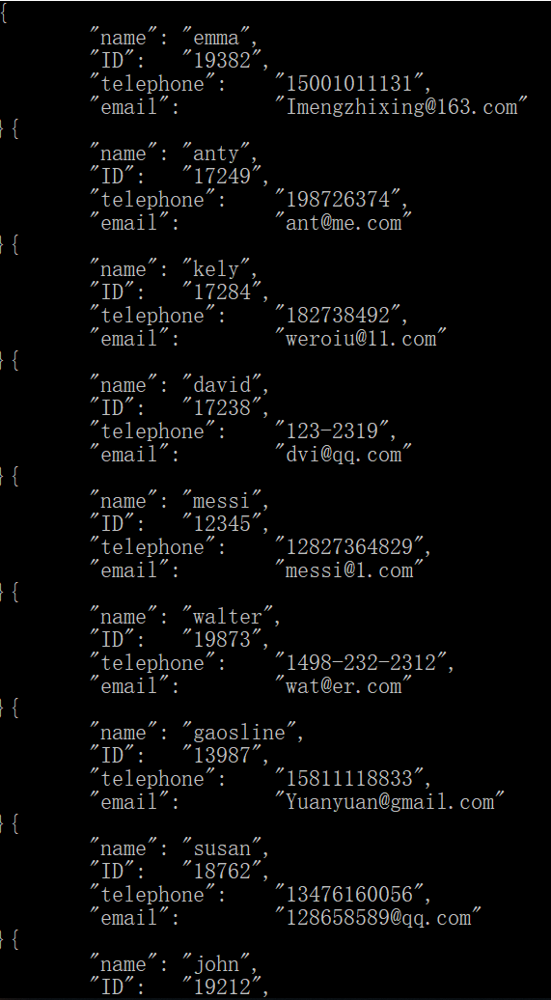 {
"name": "emma",
"ID": "19382",
"telephone": "15001011131",
"email": "Imengzhixing@163.com"
} {
"name": "anty",
"ID": "17249",
"telephone": "198726374",
"email": "ant@me.com"
} {
"name": "kely",
"ID": "17284",
"telephone": "182738492",
"email": "weroiu@11.com"
} {
"name": "david",
"ID": "17238",
"telephone": "123-2319",
"email": "dvi@qq.com"
} {
"name": "messi",
"ID": "12345",
"telephone": "12827364829",
"email": "messi@1.com"
} {
"name": "walter",
"ID": "19873",
"telephone": "1498-232-2312",
"email": "wat@er.com"
} {
"name": "gaosline",
"ID": "13987",
"telephone": "15811118833",
"email": "Yuanyuan@gmail.com"
} {
"name": "susan",
"ID": "18762",
"telephone": "13476160056",
"email": "128658589@qq.com"
} {
"name": "john",
"ID": "19212",